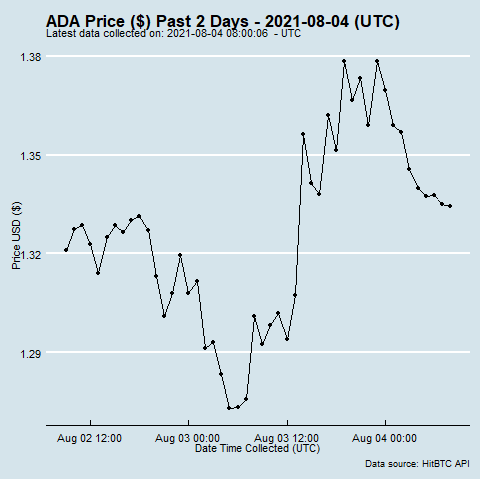 ADA Price ($) Past 2 Days - 2021-08-04 (UTC)
Latest data collected on: 2021-08-04 08:00:06 - UTC
1.38
1.35
1.32
1.29
Price USD ($)
Aug 02 12:00 Aug 03 00:00 Aug 03 12:00 Aug 04 00:00
Date Time Collected (UTC)
Data source: HitBTC API